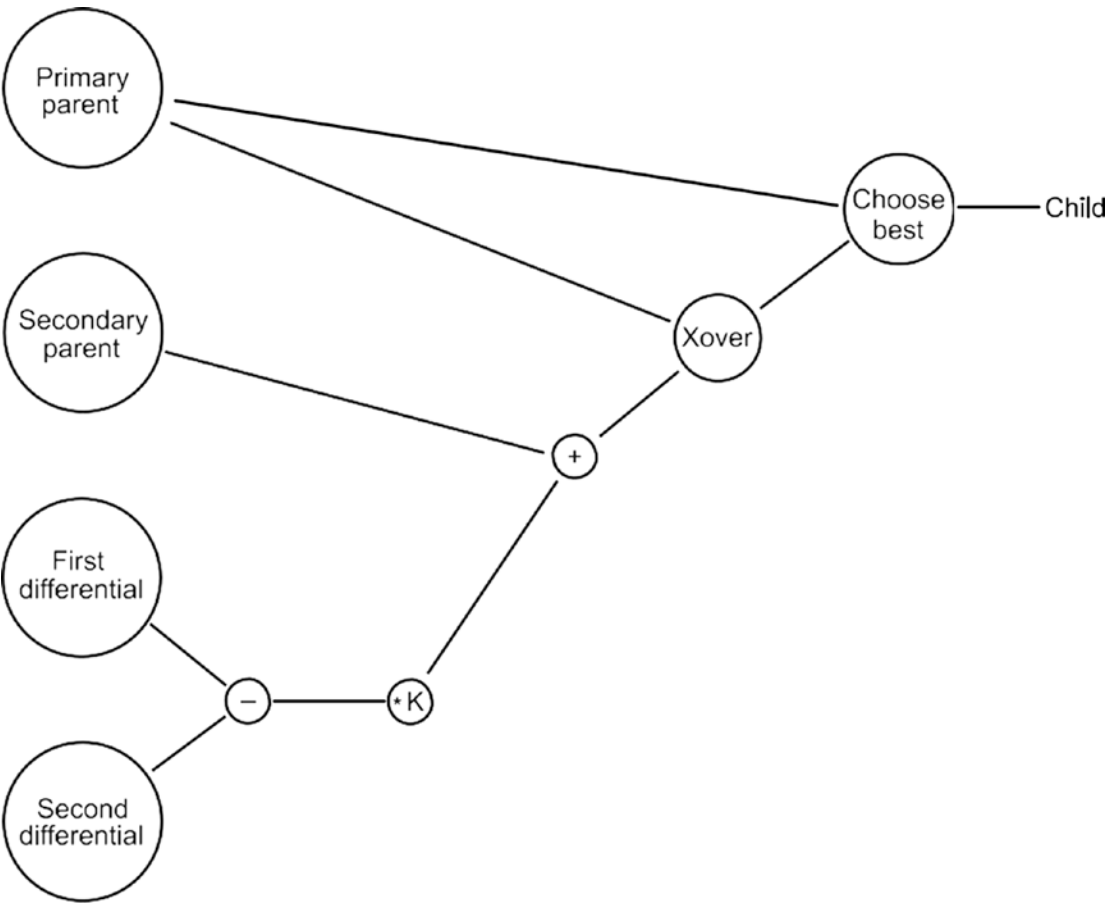 Primary
parent
Choose
best
Child
Secondary
parent
Xover
+
First
differential
–
*K
Second
differential